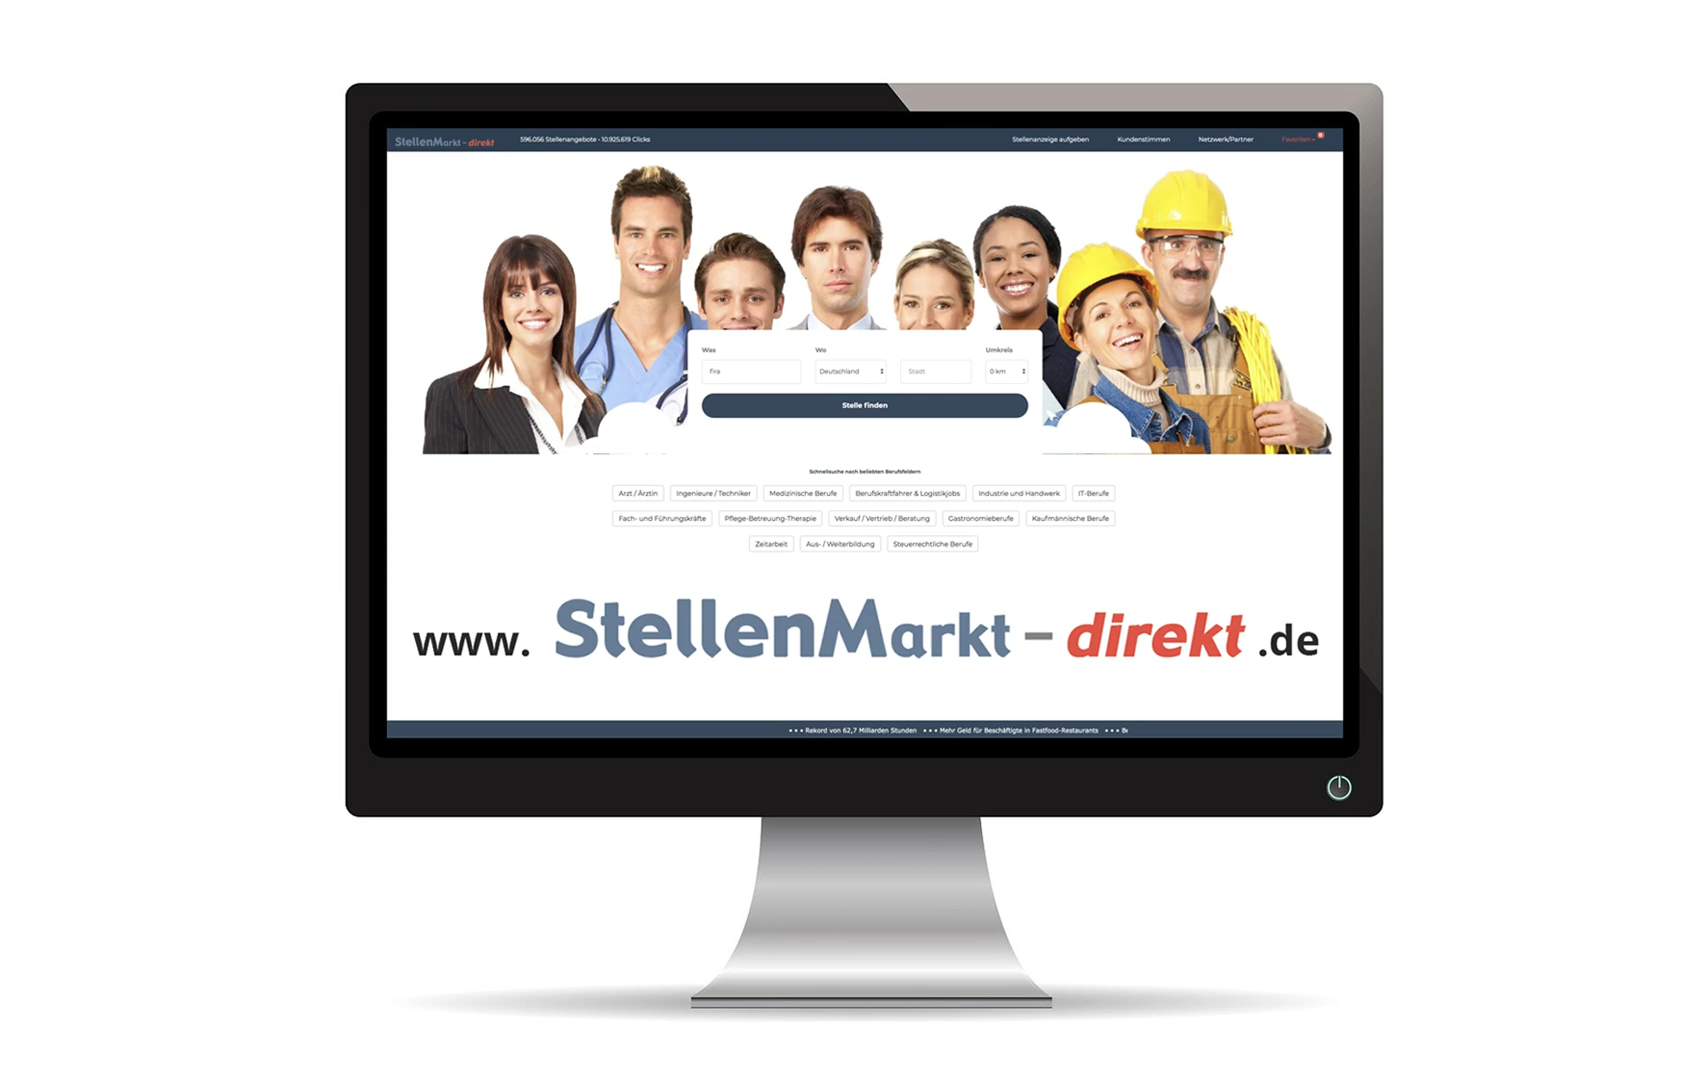 StellenMarkt - direkt 596.056 Stellenangebote • 10.925.619 Clicks Stellenanzeige aufgeben Kundenstimmen Netzwerk/Partner Favoriten
Was Wo Umkreis
fira Deutschland Stadt 0 km
Stelle finden
Schnellsuche nach beliebten Berufsfeldern
Arzt / Ärztin Ingenieure / Techniker Medizinische Berufe Berufskraftfahrer & Logistikjobs Industrie und Handwerk IT-Berufe
Fach- und Führungskräfte Pflege-Betreuung-Therapie Verkauf / Vertrieb / Beratung Gastronomieberufe Kaufmännische Berufe
Zeitarbeit Aus- / Weiterbildung Steuerrechtliche Berufe
www. StellenMarkt - direkt .de
• • • Rekord von 62,7 Milliarden Stunden • • • Mehr Geld für Beschäftigte in Fastfood-Restaurants • • •